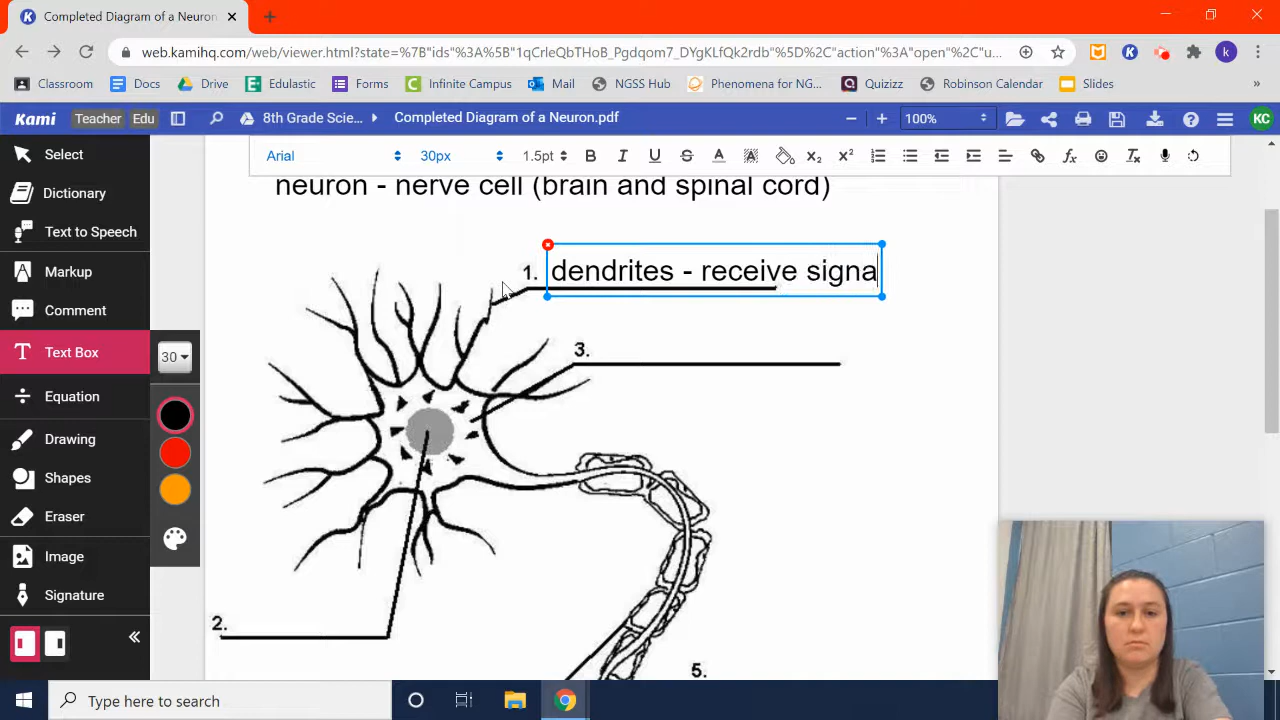 Completed Diagram of a Neuron.
web.kamihq.com/web/viewer.html?state=%7B"ids"%3A%5B"1qCrIeQbTHoB_Pgdqom7_DYgKLfQk2rdb"%5D%2C"action"%3A"open"%2C"u...
Classroom Docs Drive Edulastic Forms Infinite Campus Mail NGSS Hub Phenomena for NG... Quizizz Robinson Calendar Slides »
Kami Teacher Edu 8th Grade Scie... Completed Diagram of a Neuron.pdf 100% KC
Arial 30px 1.5pt B I U S A A x₂ x²
Select
Dictionary
Text to Speech
Markup
Comment
Text Box
Equation
Drawing
Shapes
Eraser
Image
Signature
30
neuron - nerve cell (brain and spinal cord)
1. dendrites - receive signa
3.
2.
5.
Type here to search